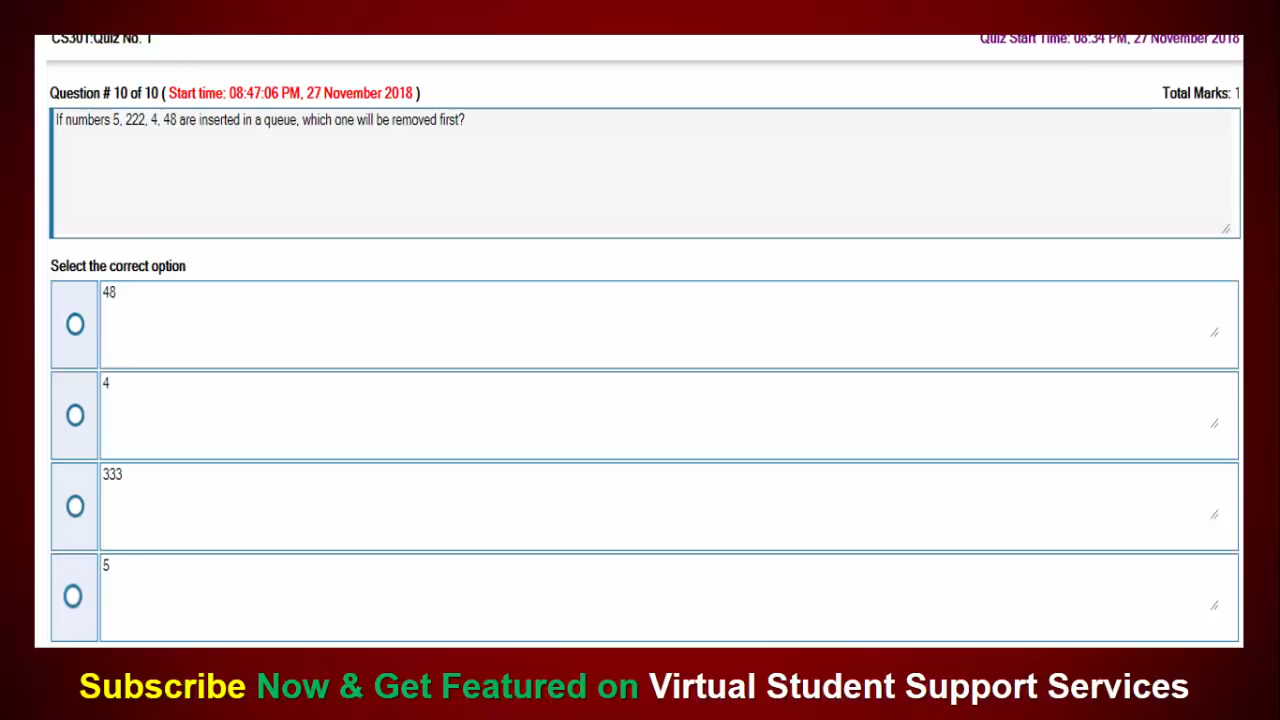 CS301:Quiz No. 1
Quiz Start Time: 08:34 PM, 27 November 2018
Question # 10 of 10 ( Start time: 08:47:06 PM, 27 November 2018 )
Total Marks: 1
If numbers 5, 222, 4, 48 are inserted in a queue, which one will be removed first?
Select the correct option
48
4
333
5
Subscribe Now & Get Featured on Virtual Student Support Services